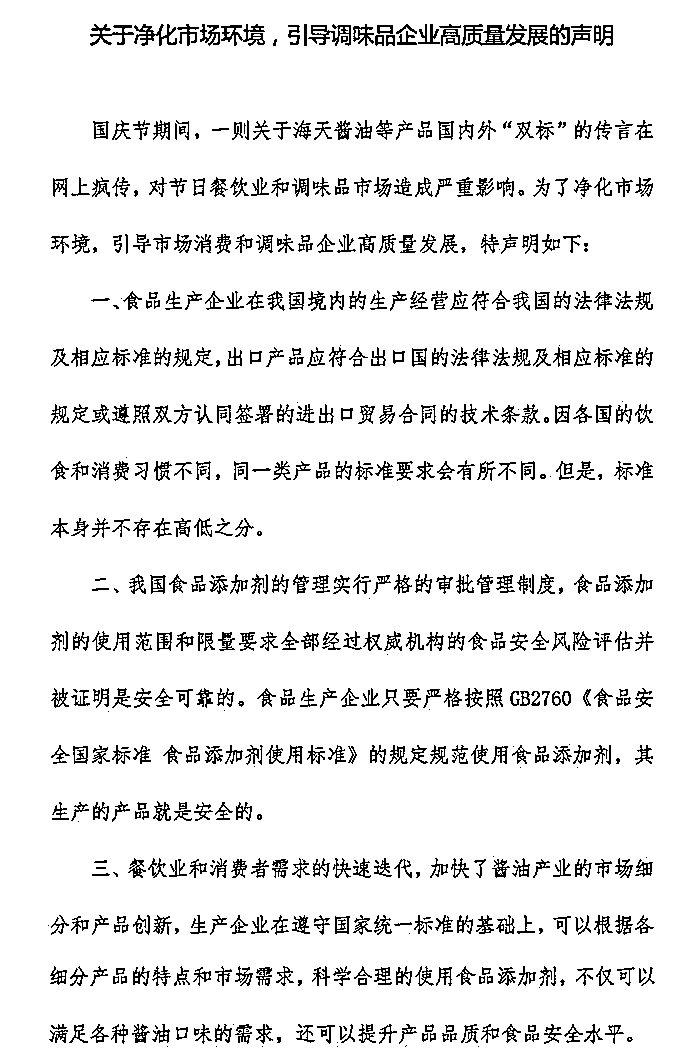 关于净化市场环境，引导调味品企业高质量发展的声明
国庆节期间，一则关于海天酱油等产品国内外“双标”的传言在
网上疯传，对节日餐饮业和调味品市场造成严重影响。为了净化市场
环境，引导市场消费和调味品企业高质量发展，特声明如下：
一、食品生产企业在我国境内的生产经营应符合我国的法律法规
及相应标准的规定，出口产品应符合出口国的法律法规及相应标准的
规定或遵照双方认同签署的进出口贸易合同的技术条款。因各国的饮
食和消费习惯不同，同一类产品的标准要求会有所不同。但是，标准
本身并不存在高低之分。
二、我国食品添加剂的管理实行严格的审批管理制度，食品添加
剂的使用范围和限量要求全部经过权威机构的食品安全风险评估并
被证明是安全可靠的。食品生产企业只要严格按照 GB2760《食品安
全国家标准 食品添加剂使用标准》的规定规范使用食品添加剂，其
生产的产品就是安全的。
三、餐饮业和消费者需求的快速迭代，加快了酱油产业的市场细
分和产品创新，生产企业在遵守国家统一标准的基础上，可以根据各
细分产品的特点和市场需求，科学合理的使用食品添加剂，不仅可以
满足各种酱油口味的需求，还可以提升产品品质和食品安全水平。